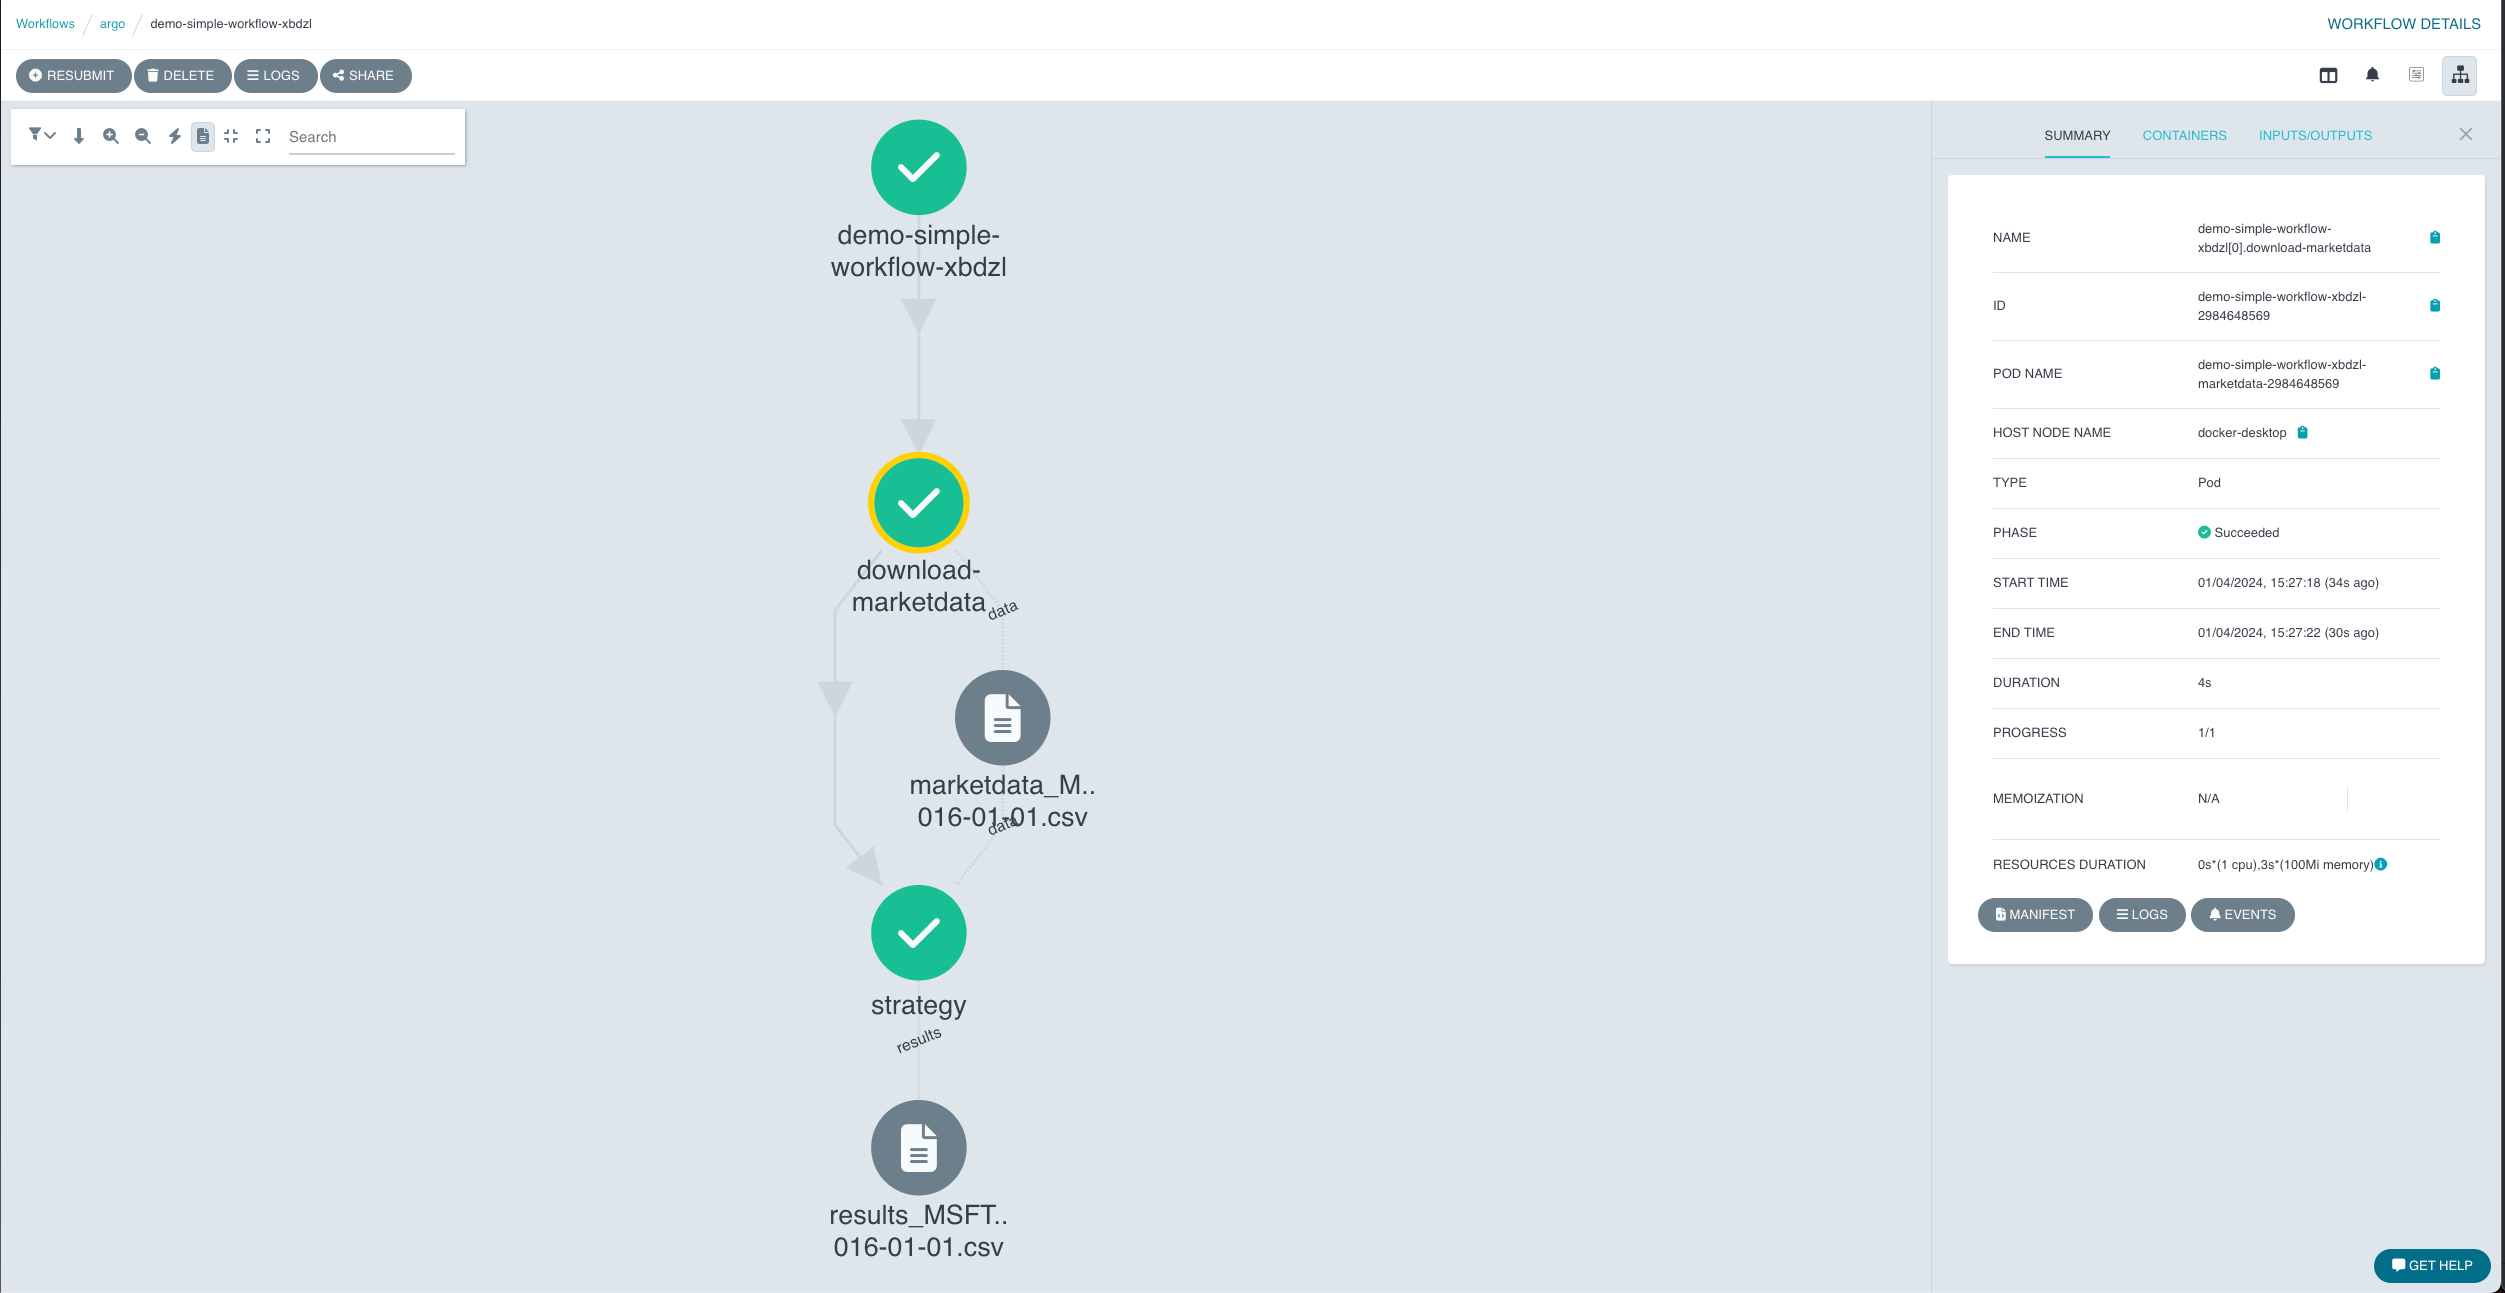 Workflows / argo / demo-simple-workflow-xbdzl
WORKFLOW DETAILS
RESUBMIT DELETE LOGS SHARE
Search
demo-simple-
workflow-xbdzl
download-
marketdata
data
marketdata_M..
016-01-01.csv
data
strategy
results
results_MSFT..
016-01-01.csv
SUMMARY CONTAINERS INPUTS/OUTPUTS
NAME
demo-simple-workflow-
xbdzl[0].download-marketdata
ID
demo-simple-workflow-xbdzl-
2984648569
POD NAME
demo-simple-workflow-xbdzl-
marketdata-2984648569
HOST NODE NAME docker-desktop
TYPE Pod
PHASE Succeeded
START TIME 01/04/2024, 15:27:18 (34s ago)
END TIME 01/04/2024, 15:27:22 (30s ago)
DURATION 4s
PROGRESS 1/1
MEMOIZATION N/A
RESOURCES DURATION 0s*(1 cpu),3s*(100Mi memory)
MANIFEST LOGS EVENTS
GET HELP